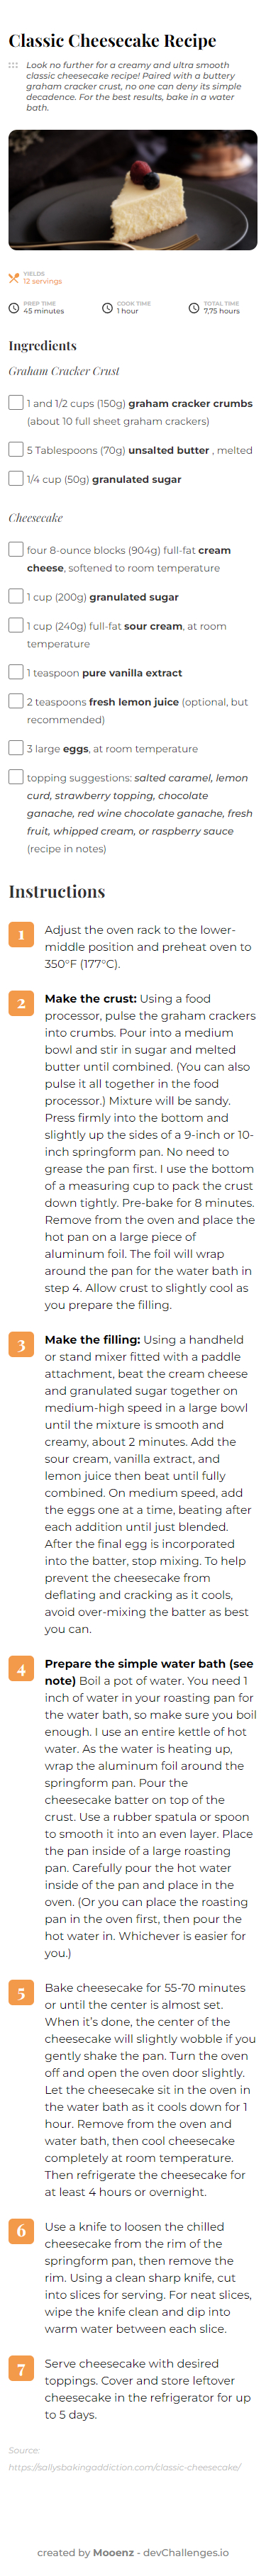 Classic Cheesecake Recipe
Look no further for a creamy and ultra smooth
classic cheesecake recipe! Paired with a buttery
graham cracker crust, no one can deny its simple
decadence. For the best results, bake in a water
bath.
YIELDS
12 servings
PREP TIME
45 minutes
COOK TIME
1 hour
TOTAL TIME
7,75 hours
Ingredients
Graham Cracker Crust
1 and 1/2 cups (150g) graham cracker crumbs
(about 10 full sheet graham crackers)
5 Tablespoons (70g) unsalted butter , melted
1/4 cup (50g) granulated sugar
Cheesecake
four 8-ounce blocks (904g) full-fat cream
cheese, softened to room temperature
1 cup (200g) granulated sugar
1 cup (240g) full-fat sour cream, at room
temperature
1 teaspoon pure vanilla extract
2 teaspoons fresh lemon juice (optional, but
recommended)
3 large eggs, at room temperature
topping suggestions: salted caramel, lemon
curd, strawberry topping, chocolate
ganache, red wine chocolate ganache, fresh
fruit, whipped cream, or raspberry sauce
(recipe in notes)
Instructions
1
Adjust the oven rack to the lower-
middle position and preheat oven to
350°F (177°C).
2
Make the crust: Using a food
processor, pulse the graham crackers
into crumbs. Pour into a medium
bowl and stir in sugar and melted
butter until combined. (You can also
pulse it all together in the food
processor.) Mixture will be sandy.
Press firmly into the bottom and
slightly up the sides of a 9-inch or 10-
inch springform pan. No need to
grease the pan first. I use the bottom
of a measuring cup to pack the crust
down tightly. Pre-bake for 8 minutes.
Remove from the oven and place the
hot pan on a large piece of
aluminum foil. The foil will wrap
around the pan for the water bath in
step 4. Allow crust to slightly cool as
you prepare the filling.
3
Make the filling: Using a handheld
or stand mixer fitted with a paddle
attachment, beat the cream cheese
and granulated sugar together on
medium-high speed in a large bowl
until the mixture is smooth and
creamy, about 2 minutes. Add the
sour cream, vanilla extract, and
lemon juice then beat until fully
combined. On medium speed, add
the eggs one at a time, beating after
each addition until just blended.
After the final egg is incorporated
into the batter, stop mixing. To help
prevent the cheesecake from
deflating and cracking as it cools,
avoid over-mixing the batter as best
you can.
4
Prepare the simple water bath (see
note) Boil a pot of water. You need 1
inch of water in your roasting pan for
the water bath, so make sure you boil
enough. I use an entire kettle of hot
water. As the water is heating up,
wrap the aluminum foil around the
springform pan. Pour the
cheesecake batter on top of the
crust. Use a rubber spatula or spoon
to smooth it into an even layer. Place
the pan inside of a large roasting
pan. Carefully pour the hot water
inside of the pan and place in the
oven. (Or you can place the roasting
pan in the oven first, then pour the
hot water in. Whichever is easier for
you.)
5
Bake cheesecake for 55-70 minutes
or until the center is almost set.
When it's done, the center of the
cheesecake will slightly wobble if you
gently shake the pan. Turn the oven
off and open the oven door slightly.
Let the cheesecake sit in the oven in
the water bath as it cools down for 1
hour. Remove from the oven and
water bath, then cool cheesecake
completely at room temperature.
Then refrigerate the cheesecake for
at least 4 hours or overnight.
6
Use a knife to loosen the chilled
cheesecake from the rim of the
springform pan, then remove the
rim. Using a clean sharp knife, cut
into slices for serving. For neat slices,
wipe the knife clean and dip into
warm water between each slice.
7
Serve cheesecake with desired
toppings. Cover and store leftover
cheesecake in the refrigerator for up
to 5 days.
Source:
https://sallysbakingaddiction.com/classic-cheesecake/
created by Mooenz - devChallenges.io